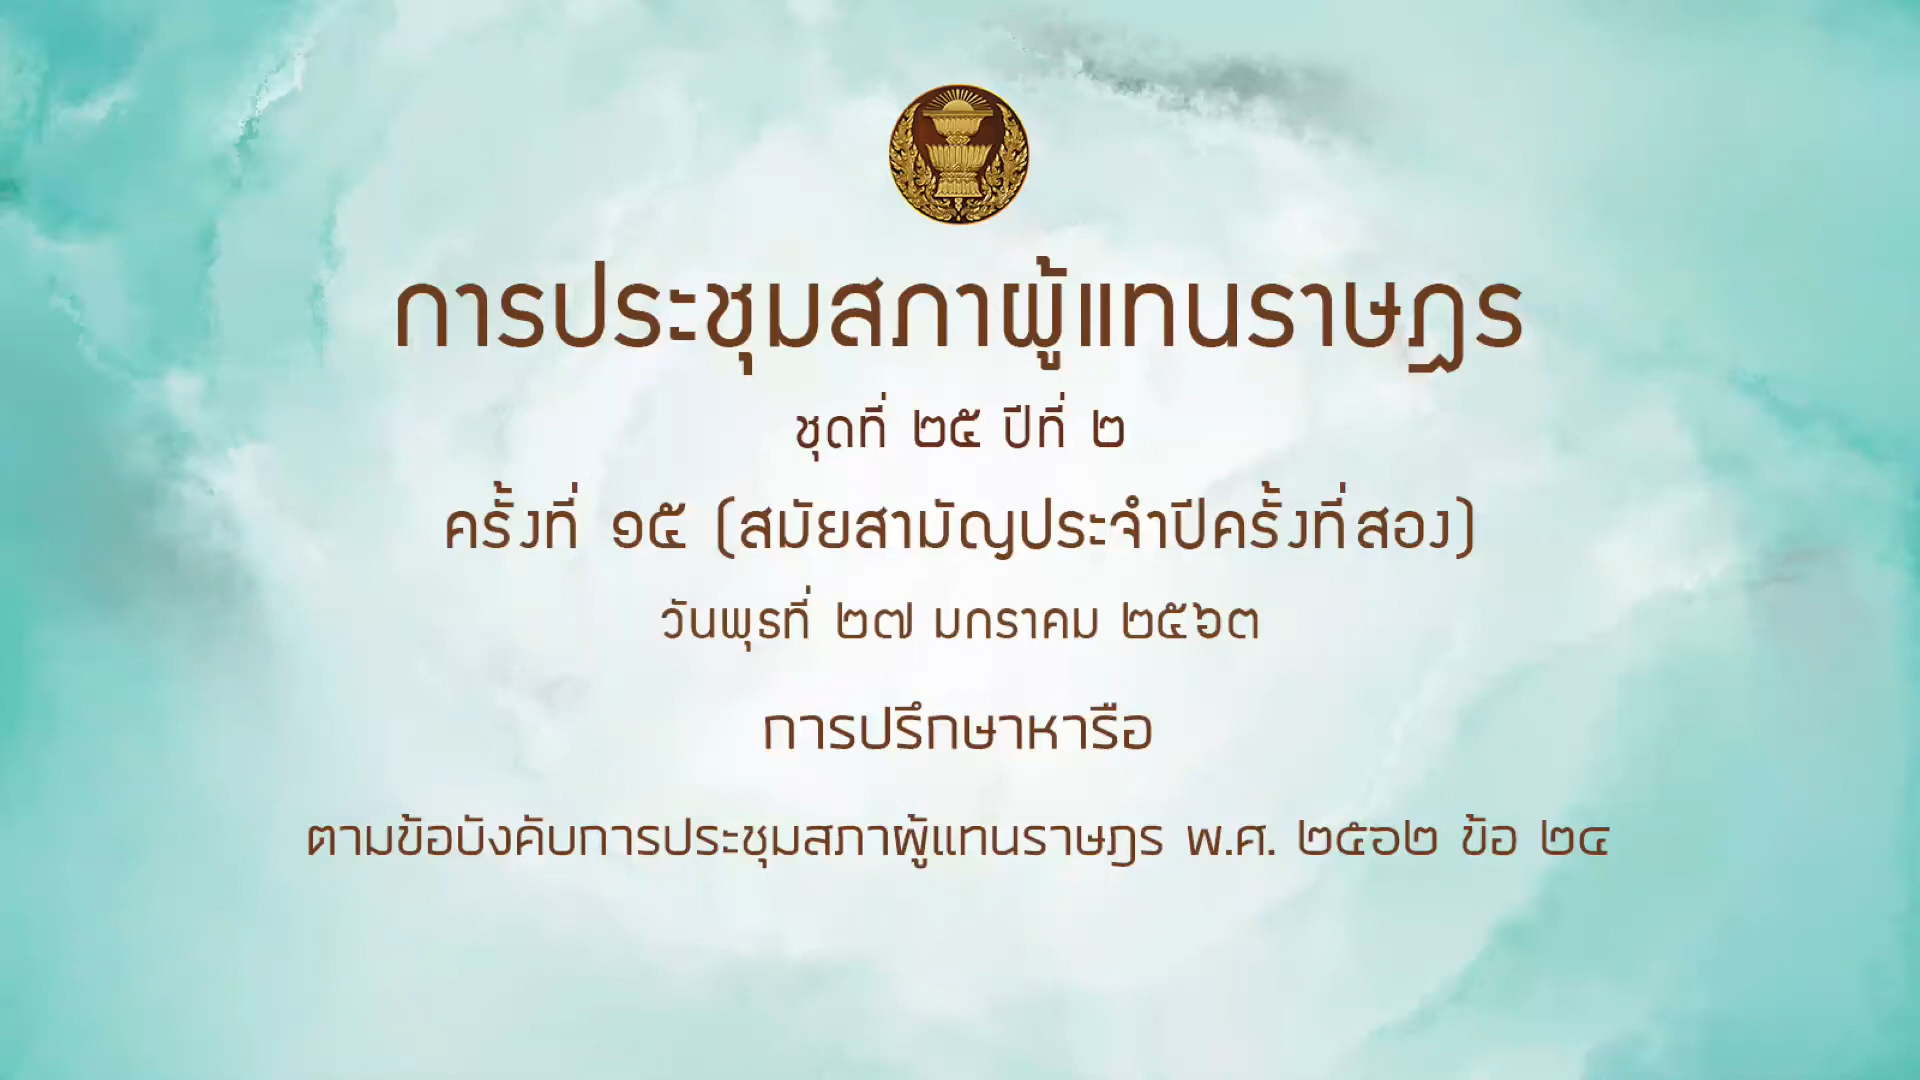 การประชุมสภาผู้แทนราษฎร
ชุดที่ ๒๕ ปีที่ ๒
ครั้งที่ ๑๕ (สมัยสามัญประจำปีครั้งที่สอง)
วันพุธที่ ๒๗ มกราคม ๒๕๖๓
การปรึกษาหารือ
ตามข้อบังคับการประชุมสภาผู้แทนราษฎร พ.ศ. ๒๕๖๒ ข้อ ๒๔